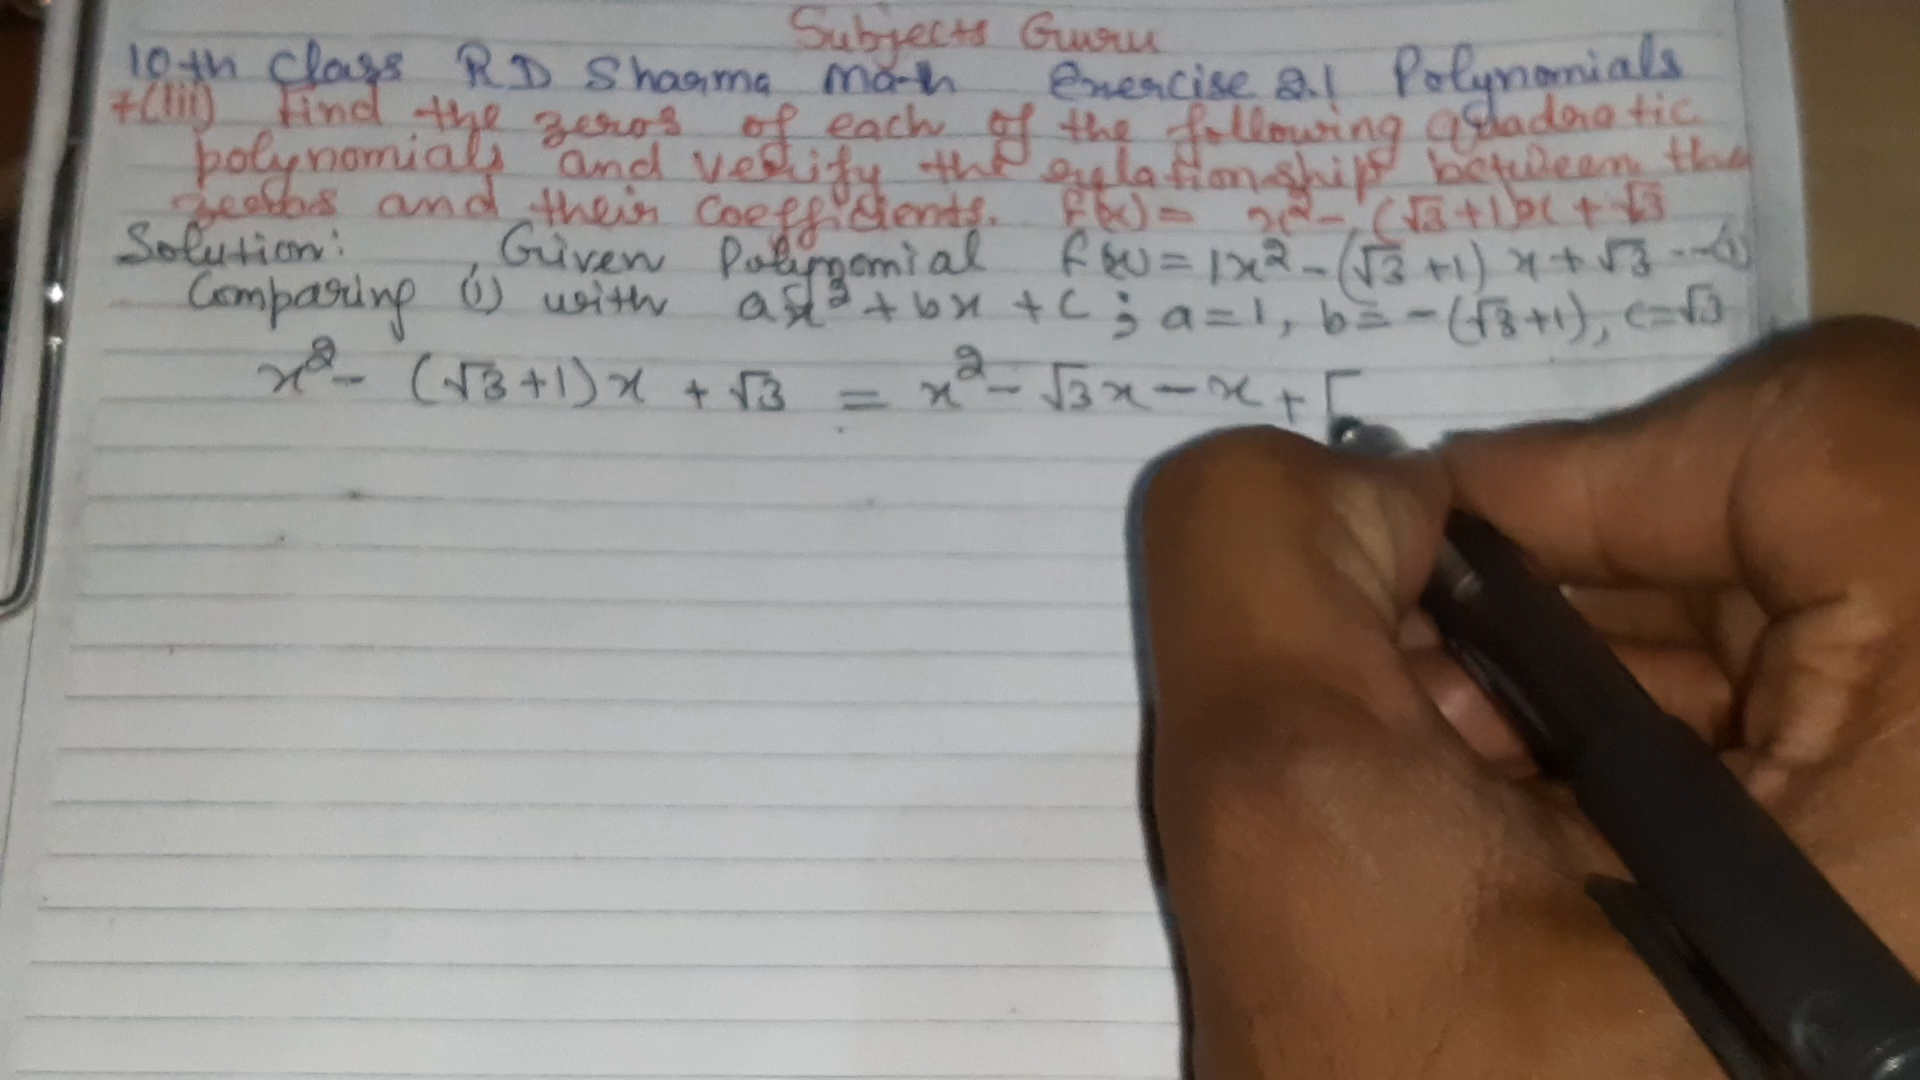 Subjects Guru
10th Class RD Sharma Math Exercise 2.1 Polynomials
+(iii) find the zeros of each of the following quadratic
polynomials and verify the relationship between the
zeros and their coefficients. f(x) = x² - (√3+1)x + √3
Solution: Given Polynomial f(x) = 1x² - (√3+1) x + √3 --- (i)
Comparing (i) with ax² + bx + c ; a = 1, b = -(√3+1), c = √3
x² - (√3+1)x + √3 = x² - √3x - x + √